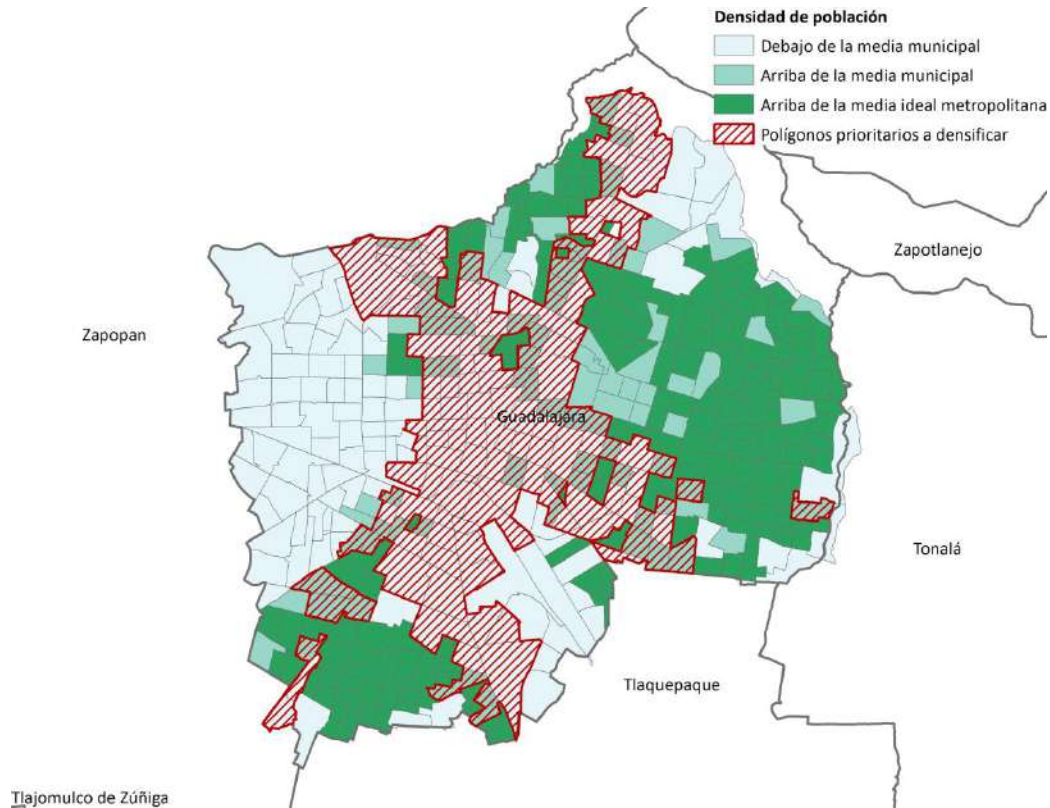 Densidad de población
Debajo de la media municipal
Arriba de la media municipal
Arriba de la media ideal metropolitana
Polígonos prioritarios a densificar
Zapotlanejo
Zapopan
Guadalajara
Tonalá
Tlaquepaque
Tlajomulco de Zúñiga